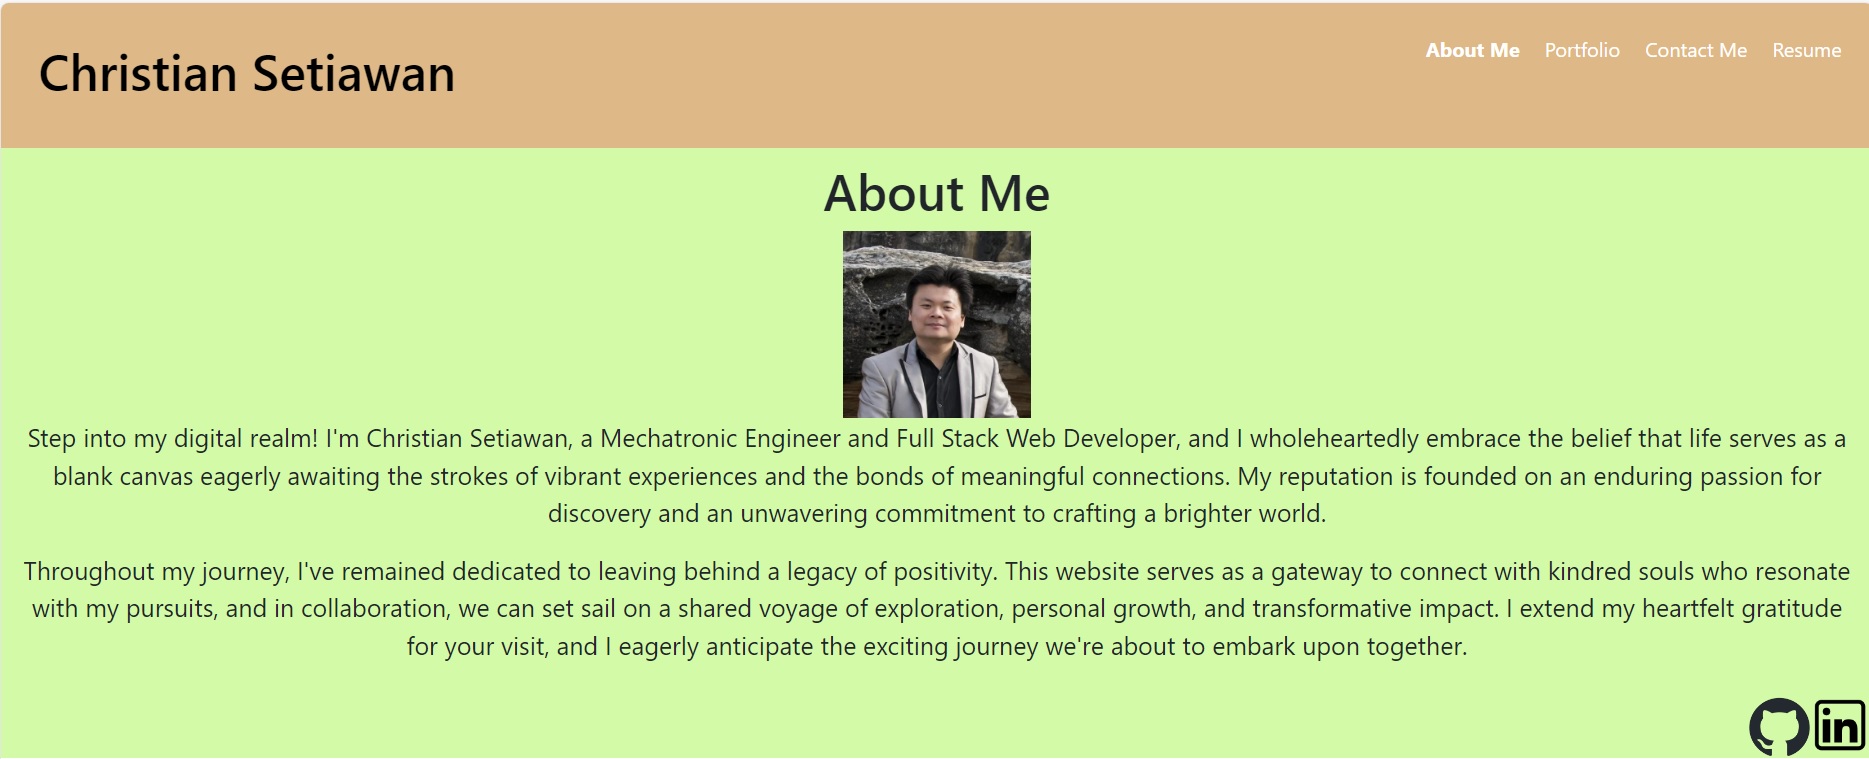 Christian Setiawan
About Me Portfolio Contact Me Resume
About Me
Step into my digital realm! I'm Christian Setiawan, a Mechatronic Engineer and Full Stack Web Developer, and I wholeheartedly embrace the belief that life serves as a
blank canvas eagerly awaiting the strokes of vibrant experiences and the bonds of meaningful connections. My reputation is founded on an enduring passion for
discovery and an unwavering commitment to crafting a brighter world.
Throughout my journey, I've remained dedicated to leaving behind a legacy of positivity. This website serves as a gateway to connect with kindred souls who resonate
with my pursuits, and in collaboration, we can set sail on a shared voyage of exploration, personal growth, and transformative impact. I extend my heartfelt gratitude
for your visit, and I eagerly anticipate the exciting journey we're about to embark upon together.
in